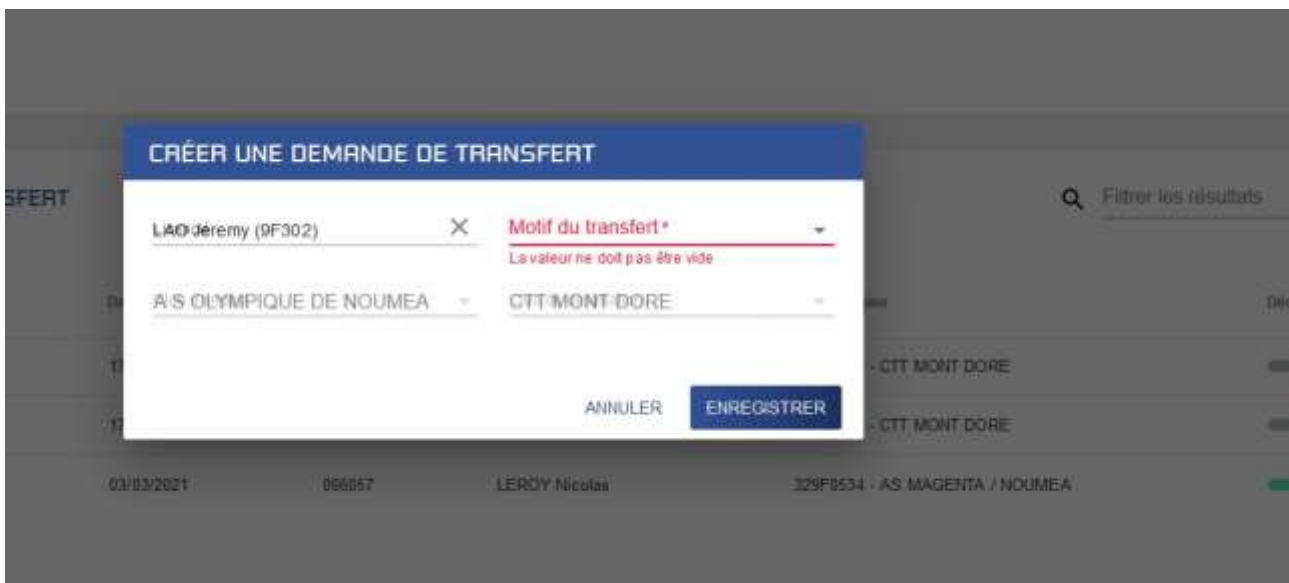 CRÉER UNE DEMANDE DE TRANSFERT
SFERT
Filtrer les résultats
LAO Jéremy (9F302)
Motif du transfert *
La valeur ne doit pas être vide
A S OLYMPIQUE DE NOUMEA
CTT MONT DORE
- CTT MONT DORE
ANNULER
ENREGISTRER
- CTT MONT DORE
03/03/2021 066057 LEROY Nicolas 329F0534 - AS MAGENTA / NOUMEA